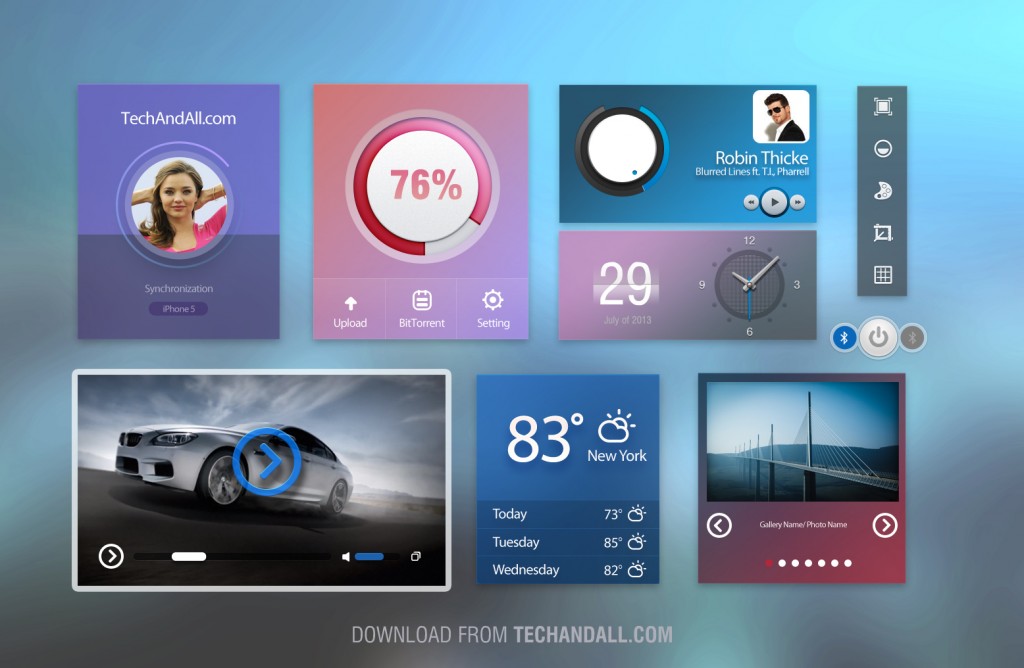 TechAndAll.com
Synchronization
iPhone 5
76%
Upload
BitTorrent
Setting
Robin Thicke
Blurred Lines ft. T.I., Pharrell
29
July of 2013
12
9
3
6
83°
New York
Today 73°
Tuesday 85°
Wednesday 82°
Gallery Name/ Photo Name
DOWNLOAD FROM TECHANDALL.COM